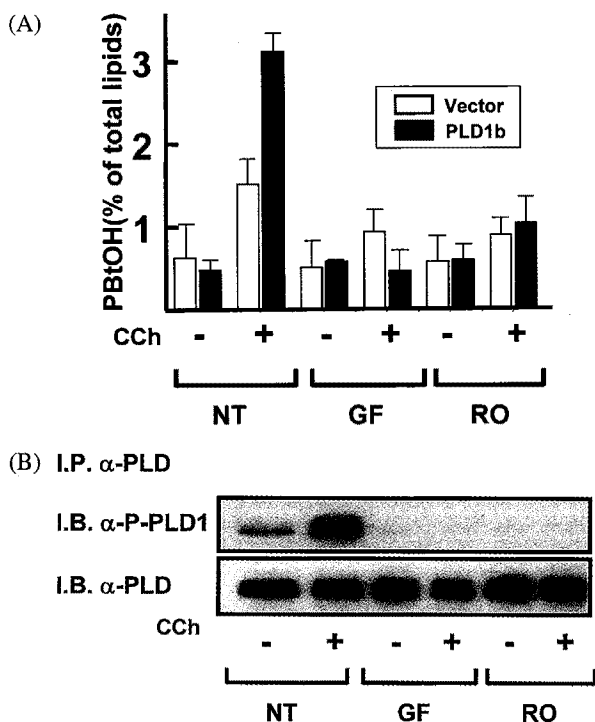 (A)
PBtOH(% of total lipids)
3
2
1
Vector
PLD1b
CCh - + - + - +
NT GF RO
(B) I.P. α-PLD
I.B. α-P-PLD1
I.B. α-PLD
CCh - + - + - +
NT GF RO